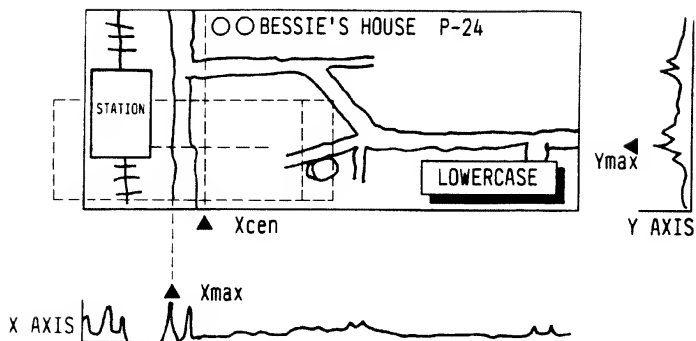 ○○BESSIE'S HOUSE P-24
STATION
Ymax
LOWERCASE
Y AXIS
Xcen
Xmax
X AXIS